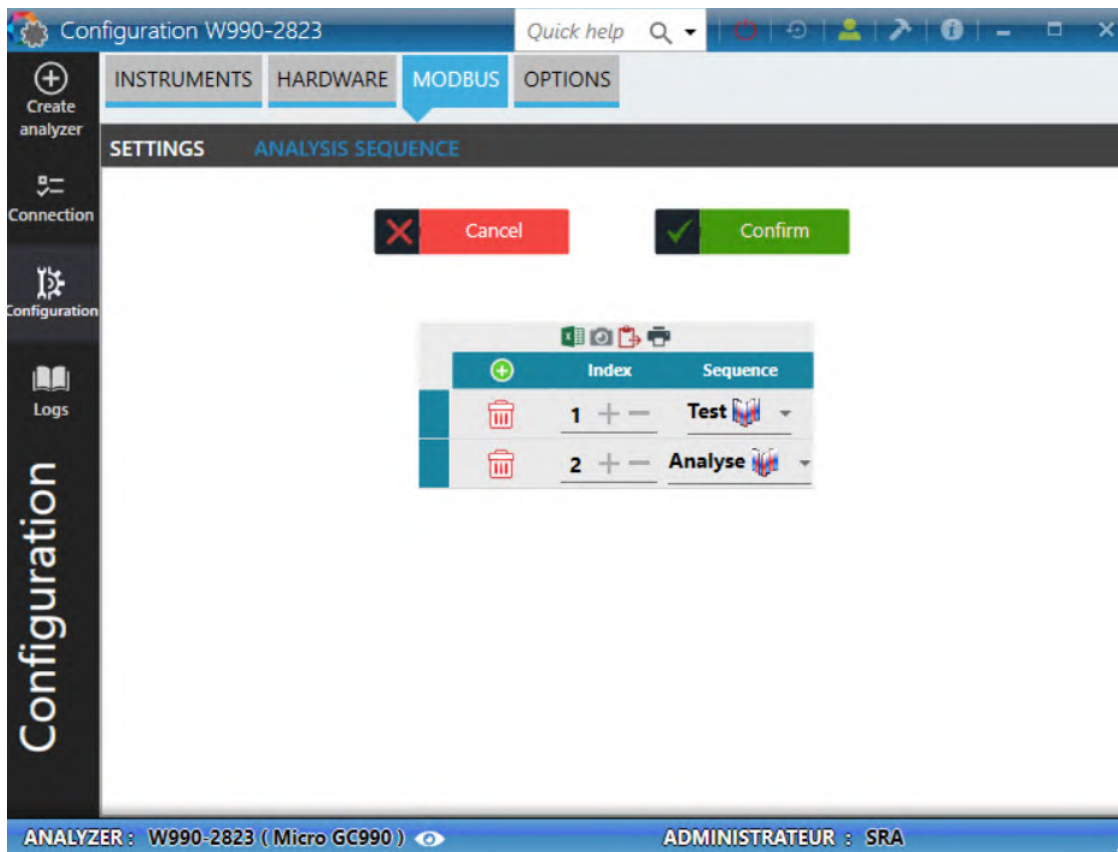 Configuration W990-2823
Quick help
Create
analyzer
INSTRUMENTS HARDWARE MODBUS OPTIONS
SETTINGS ANALYSIS SEQUENCE
Connection
Cancel Confirm
Configuration
Index Sequence
1 Test
2 Analyse
Logs
Configuration
ANALYZER : W990-2823 ( Micro GC990 ) ADMINISTRATEUR : SRA